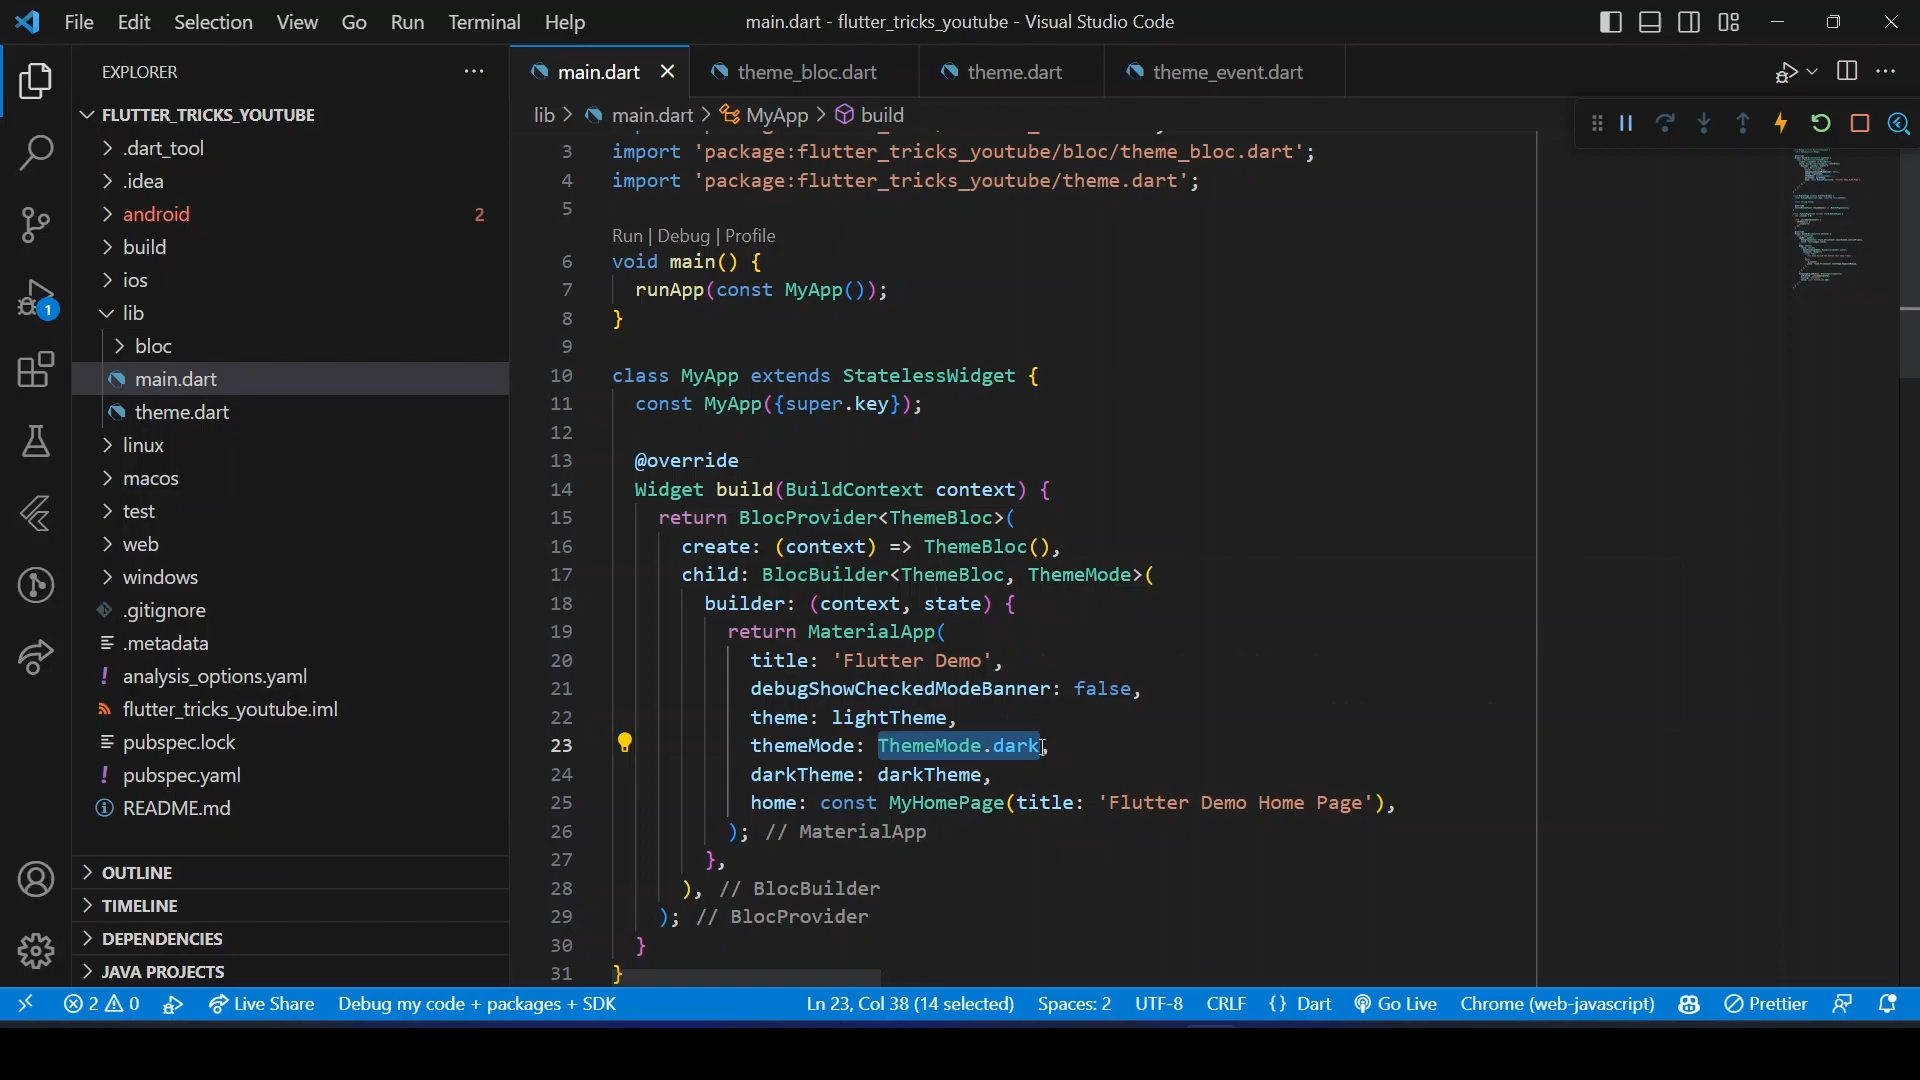 File Edit Selection View Go Run Terminal Help
main.dart - flutter_tricks_youtube - Visual Studio Code
EXPLORER
FLUTTER_TRICKS_YOUTUBE
.dart_tool
.idea
android 2
build
ios
lib
bloc
main.dart
theme.dart
linux
macos
test
web
windows
.gitignore
.metadata
analysis_options.yaml
flutter_tricks_youtube.iml
pubspec.lock
pubspec.yaml
README.md
OUTLINE
TIMELINE
DEPENDENCIES
JAVA PROJECTS
1
main.dart theme_bloc.dart theme.dart theme_event.dart
lib > main.dart > MyApp > build
3 import 'package:flutter_tricks_youtube/bloc/theme_bloc.dart';
4 import 'package:flutter_tricks_youtube/theme.dart';
5
Run | Debug | Profile
6 void main() {
7 runApp(const MyApp());
8 }
9
10 class MyApp extends StatelessWidget {
11 const MyApp({super.key});
12
13 @override
14 Widget build(BuildContext context) {
15 return BlocProvider<ThemeBloc>(
16 create: (context) => ThemeBloc(),
17 child: BlocBuilder<ThemeBloc, ThemeMode>(
18 builder: (context, state) {
19 return MaterialApp(
20 title: 'Flutter Demo',
21 debugShowCheckedModeBanner: false,
22 theme: lightTheme,
23 themeMode: ThemeMode.dark,
24 darkTheme: darkTheme,
25 home: const MyHomePage(title: 'Flutter Demo Home Page'),
26 ); // MaterialApp
27 },
28 ), // BlocBuilder
29 ); // BlocProvider
30 }
31 }
2 0 Live Share Debug my code + packages + SDK Ln 23, Col 38 (14 selected) Spaces: 2 UTF-8 CRLF {} Dart Go Live Chrome (web-javascript) Prettier